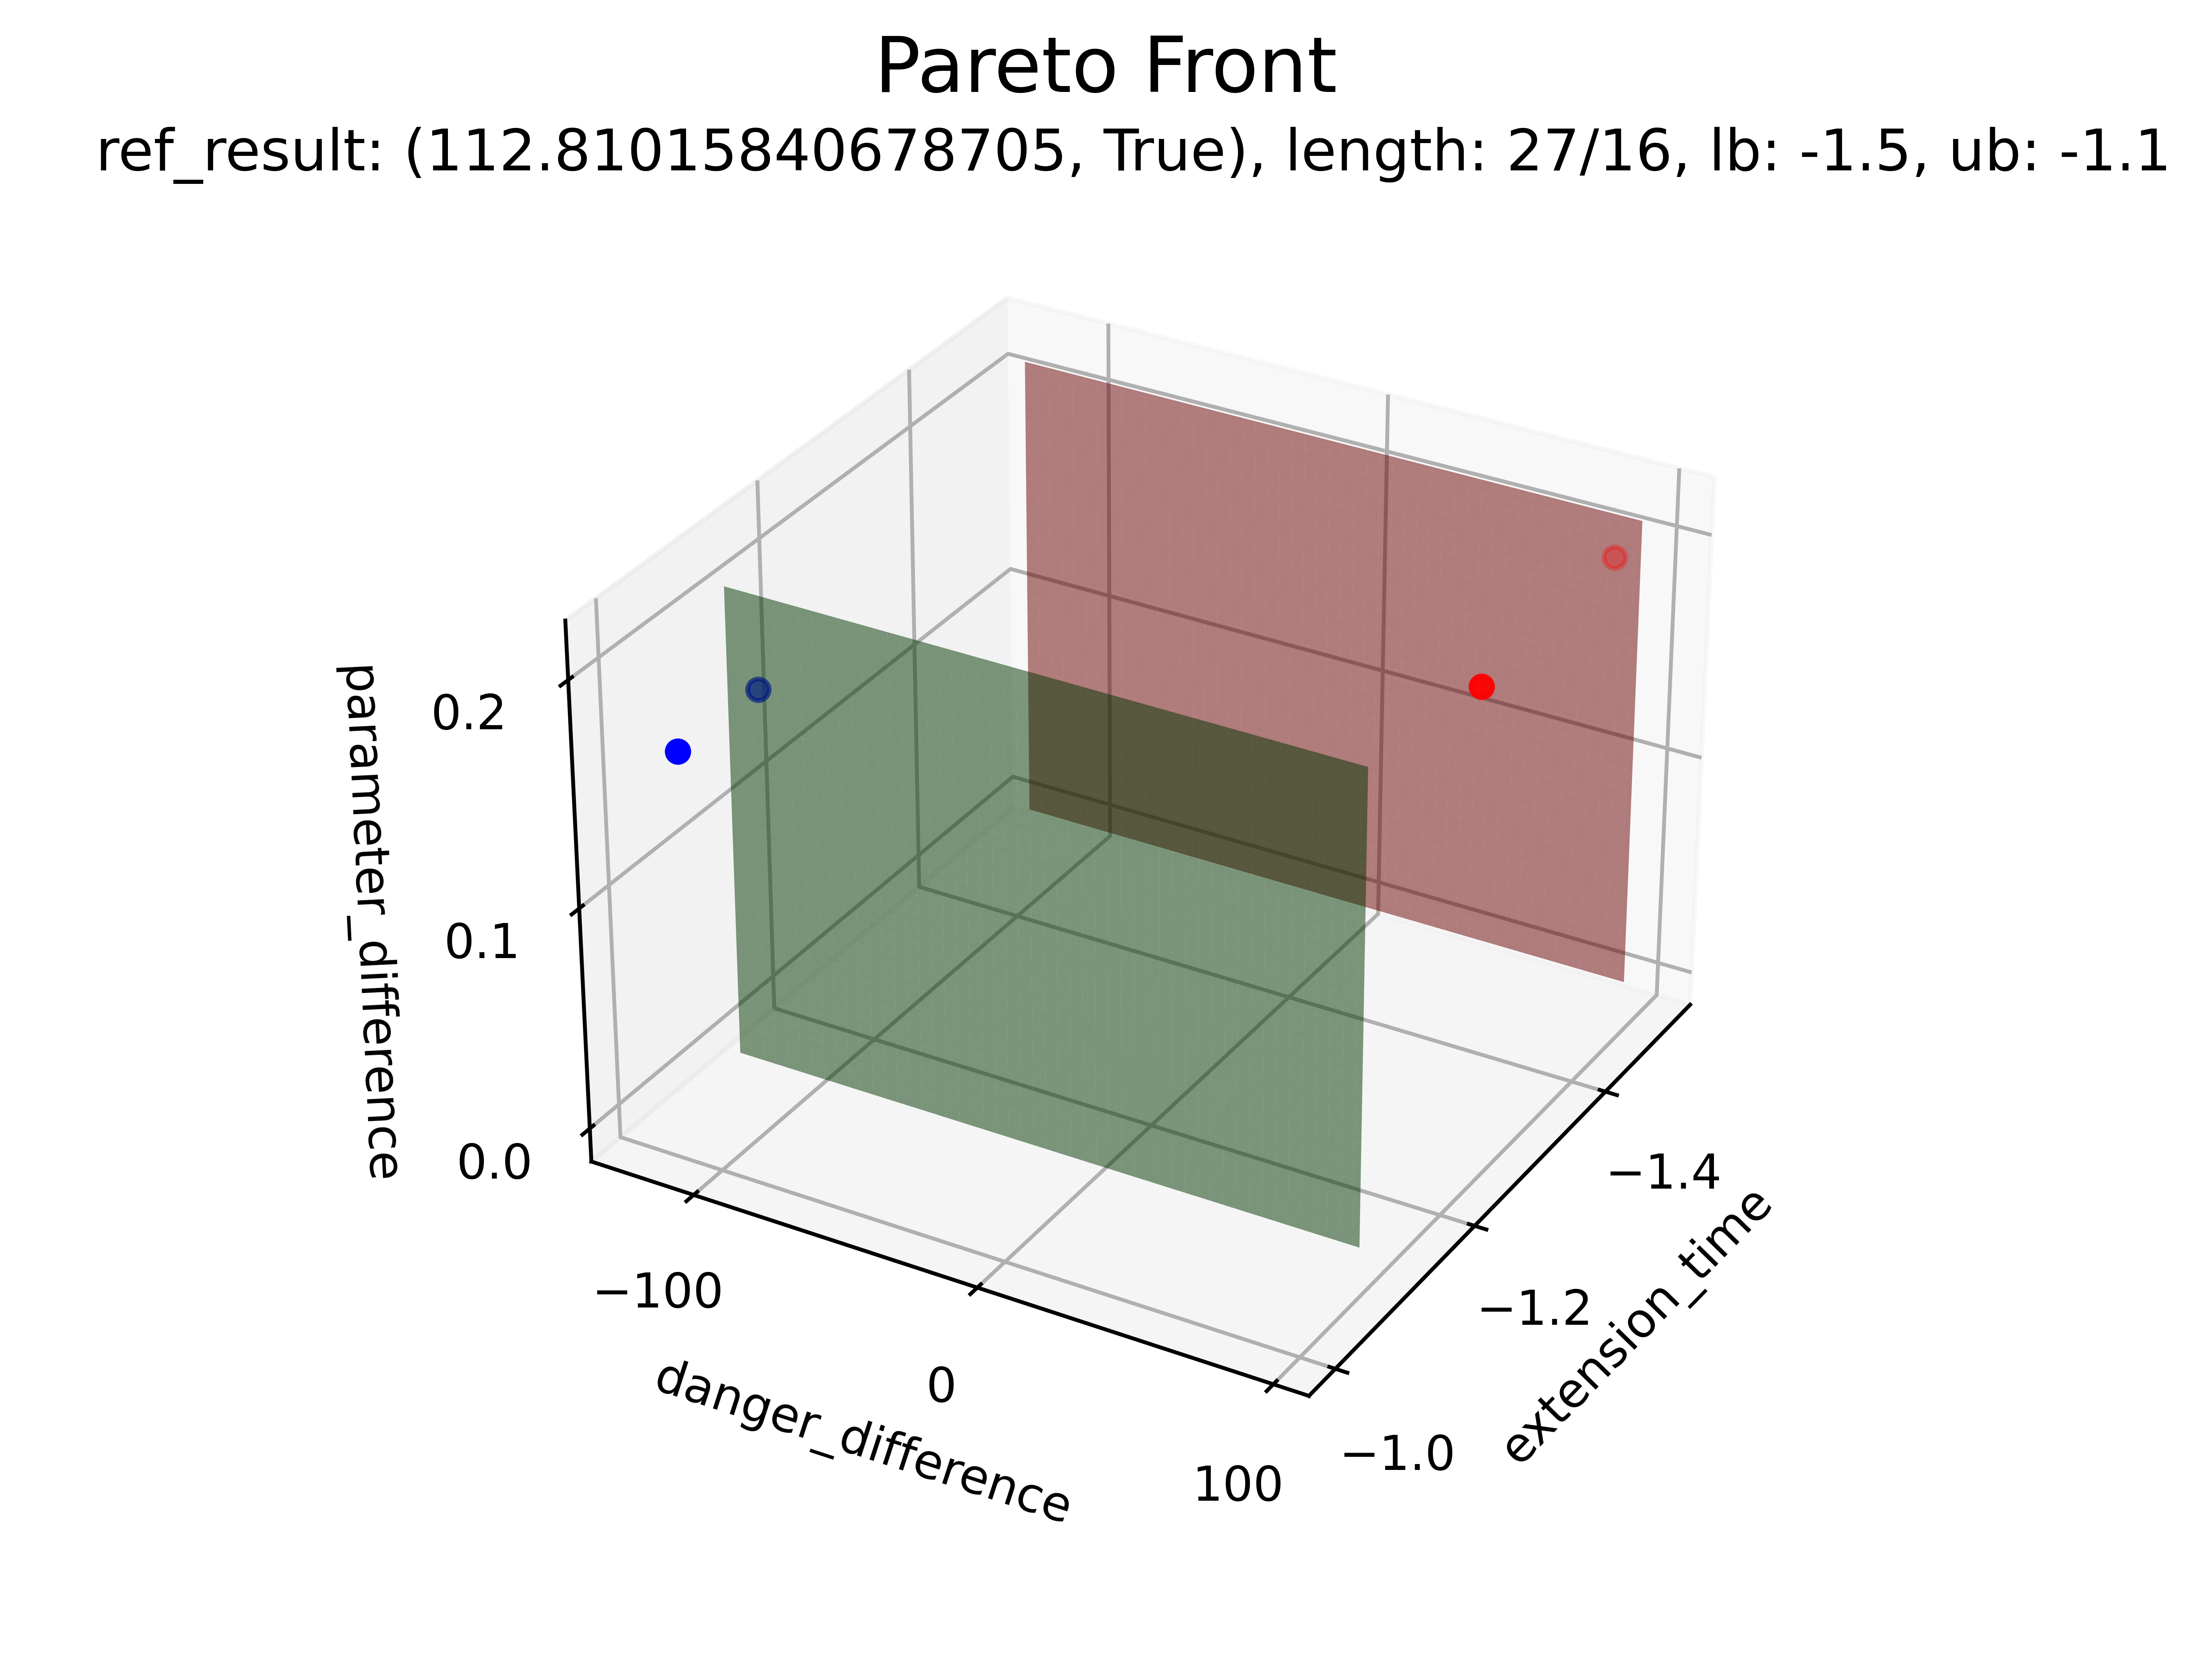 Pareto Front
ref_result: (112.81015840678705, True), length: 27/16, lb: -1.5, ub: -1.1
parameter_difference
0.2
0.1
0.0
−100
0
100
danger_difference
−1.4
−1.2
−1.0
extension_time